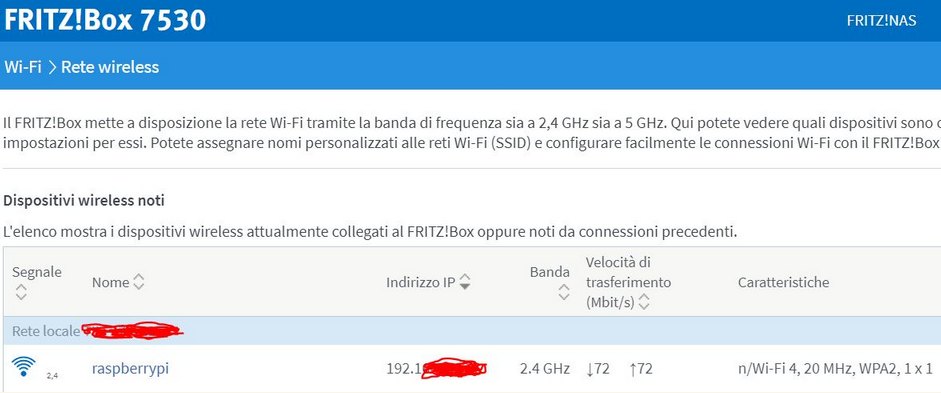 FRITZ!Box 7530
FRITZ!NAS
Wi-Fi > Rete wireless
Il FRITZ!Box mette a disposizione la rete Wi-Fi tramite la banda di frequenza sia a 2,4 GHz sia a 5 GHz. Qui potete vedere quali dispositivi sono
impostazioni per essi. Potete assegnare nomi personalizzati alle reti Wi-Fi (SSID) e configurare facilmente le connessioni Wi-Fi con il FRITZ!Box
Dispositivi wireless noti
L'elenco mostra i dispositivi wireless attualmente collegati al FRITZ!Box oppure noti da connessioni precedenti.
Segnale
Nome
Indirizzo IP
Banda
Velocità di
trasferimento
(Mbit/s)
Caratteristiche
Rete locale
2,4
raspberrypi
192.1
2.4 GHz
↓72 ↑72
n/Wi-Fi 4, 20 MHz, WPA2, 1 x 1